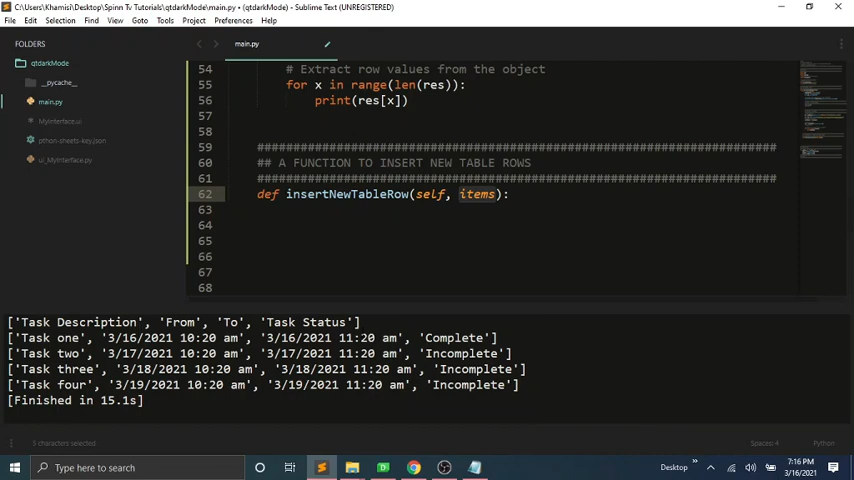 C:\Users\Khamisi\Desktop\Spinn Tv Tutorials\qtdarkMode\main.py • (qtdarkMode) - Sublime Text (UNREGISTERED)
File Edit Selection Find View Goto Tools Project Preferences Help
FOLDERS
qtdarkMode
__pycache__
main.py
MyInterface.ui
pthon-sheets-key.json
ui_MyInterface.py
main.py
54 # Extract row values from the object
55 for x in range(len(res)):
56 print(res[x])
57
58
59 ########################################################################
60 ## A FUNCTION TO INSERT NEW TABLE ROWS
61 ########################################################################
62 def insertNewTableRow(self, items):
63
64
65
66
67
68
['Task Description', 'From', 'To', 'Task Status']
['Task one', '3/16/2021 10:20 am', '3/16/2021 11:20 am', 'Complete']
['Task two', '3/17/2021 10:20 am', '3/17/2021 11:20 am', 'Incomplete']
['Task three', '3/18/2021 10:20 am', '3/18/2021 11:20 am', 'Incomplete']
['Task four', '3/19/2021 10:20 am', '3/19/2021 11:20 am', 'Incomplete']
[Finished in 15.1s]
5 characters selected Spaces: 4 Python
Type here to search
Desktop
7:16 PM
3/16/2021